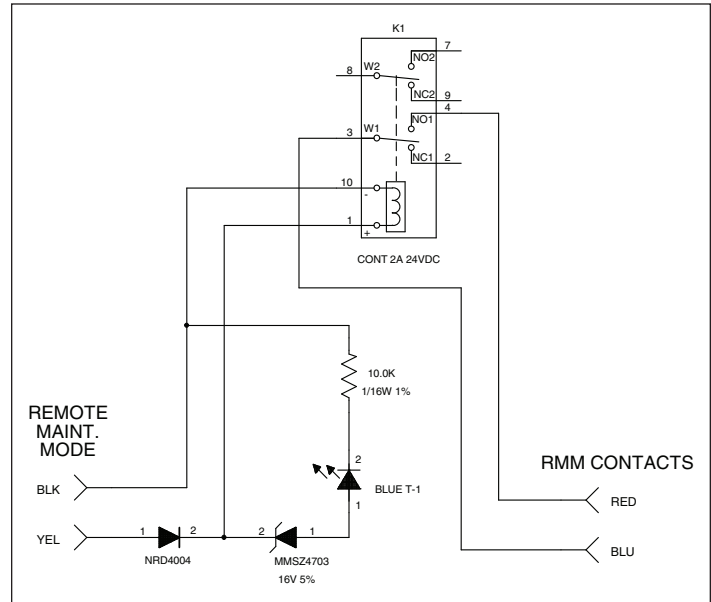 K1
7
NO2
W2
8
NC2
9
4
NO1
3
W1
NC1
2
10
-
1
+
CONT 2A 24VDC
10.0K
1/16W 1%
REMOTE
MAINT.
MODE
2
RMM CONTACTS
BLK
BLUE T-1
1
RED
YEL
1
2
2
1
BLU
NRD4004
MMSZ4703
16V 5%